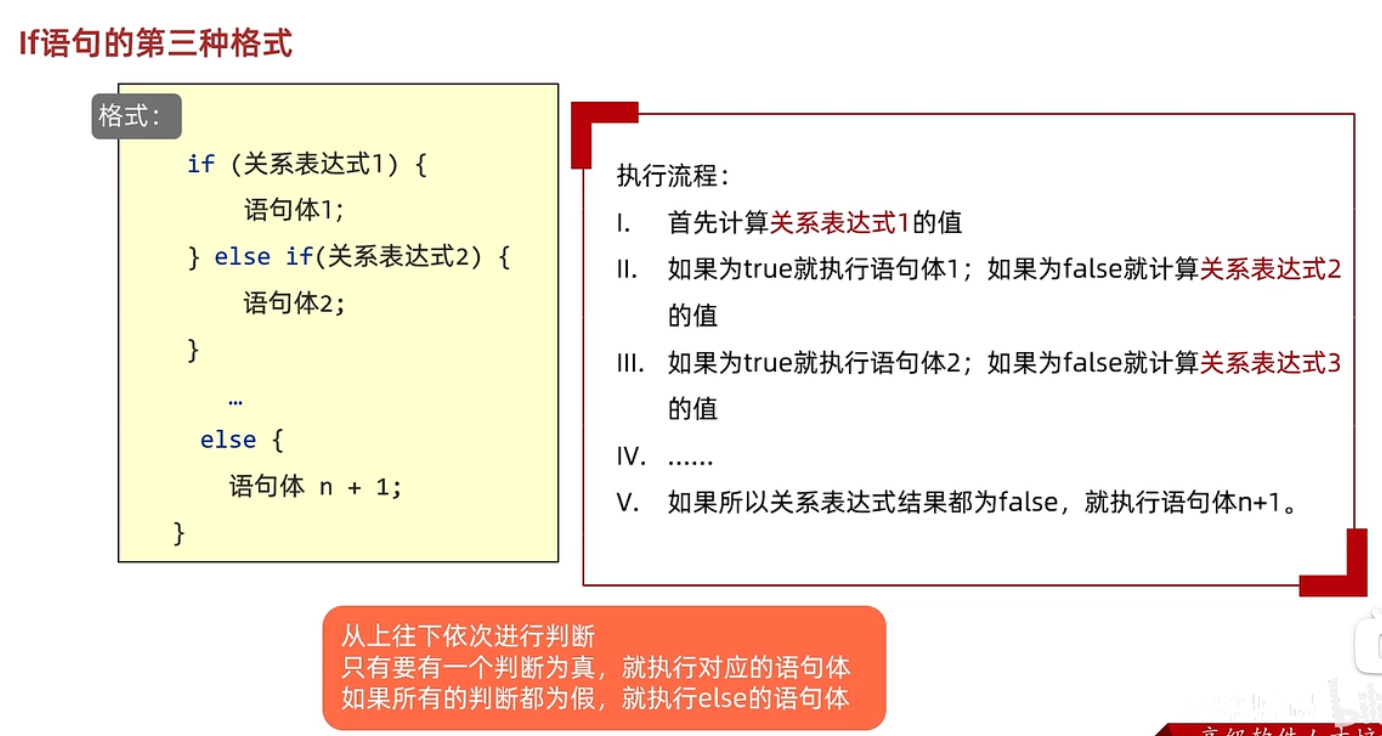 If语句的第三种格式
格式：
if (关系表达式1) {
语句体1;
} else if(关系表达式2) {
语句体2;
}
…
else {
语句体 n + 1;
}
执行流程：
I. 首先计算关系表达式1的值
II. 如果为true就执行语句体1；如果为false就计算关系表达式2
的值
III. 如果为true就执行语句体2；如果为false就计算关系表达式3
的值
IV. ……
V. 如果所以关系表达式结果都为false，就执行语句体n+1。
从上往下依次进行判断
只有要有一个判断为真，就执行对应的语句体
如果所有的判断都为假，就执行else的语句体
高级软件人才培